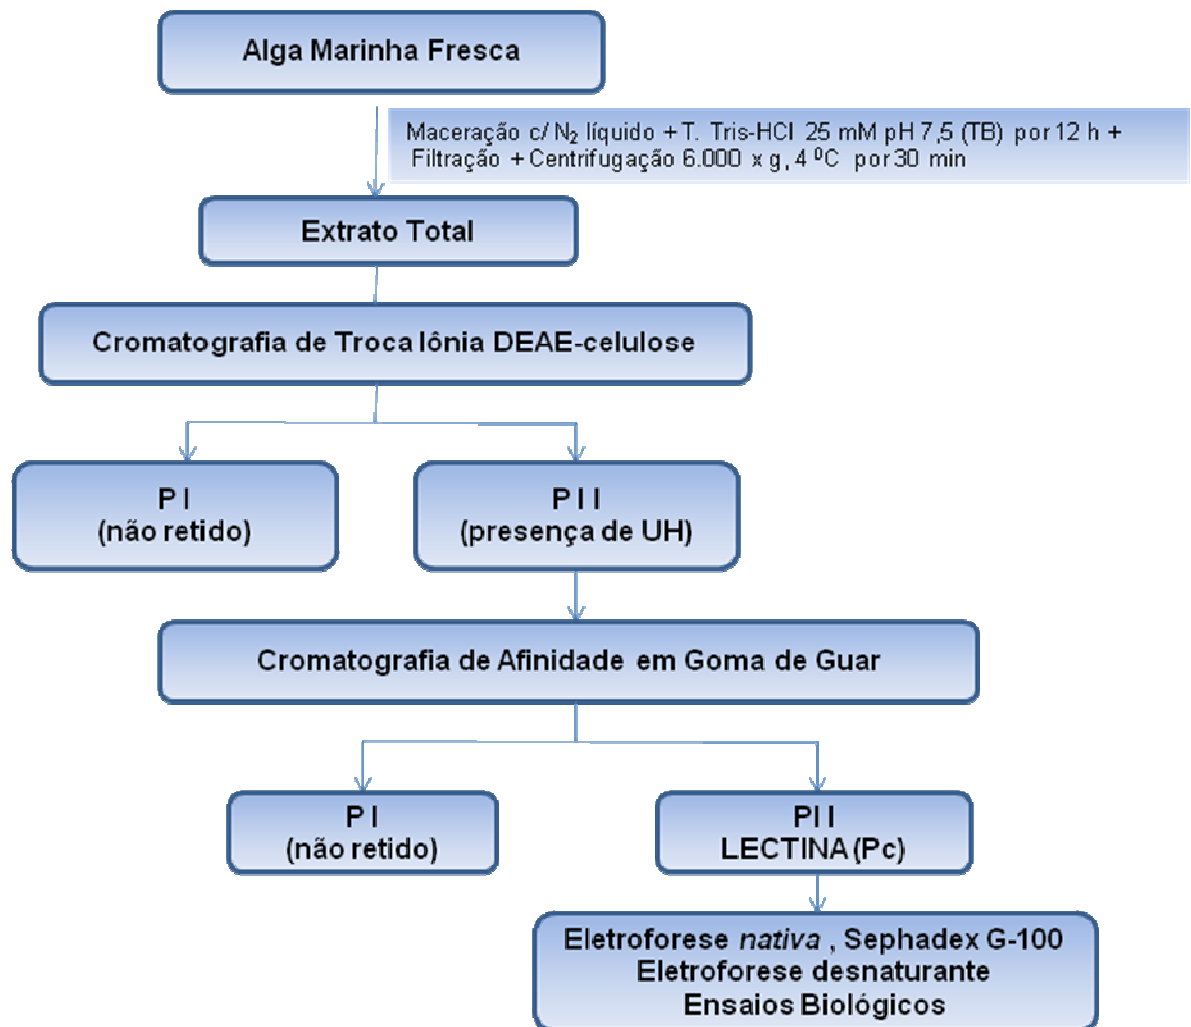 Alga Marinha Fresca
Maceração c/ N₂ líquido + T. Tris-HCl 25 mM pH 7,5 (TB) por 12 h +
Filtração + Centrifugação 6.000 x g, 4 ⁰C por 30 min
Extrato Total
Cromatografia de Troca Iônia DEAE-celulose
P I
(não retido)
P I I
(presença de UH)
Cromatografia de Afinidade em Goma de Guar
P I
(não retido)
PI I
LECTINA (Pc)
Eletroforese nativa , Sephadex G-100
Eletroforese desnaturante
Ensaios Biológicos